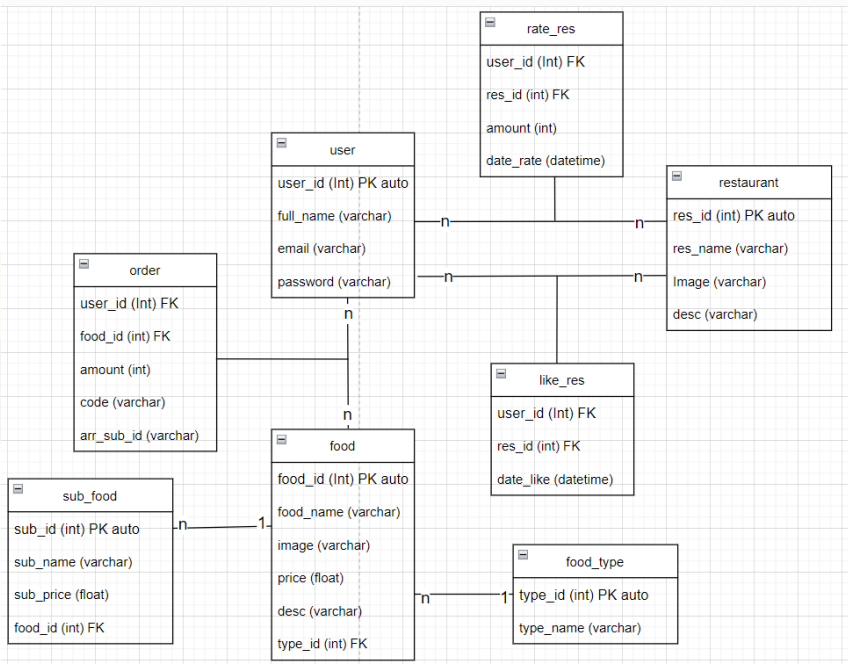 rate_res
user_id (Int) FK
res_id (int) FK
amount (int)
date_rate (datetime)
user
user_id (Int) PK auto
full_name (varchar)
email (varchar)
password (varchar)
n
n
n
n
restaurant
res_id (int) PK auto
res_name (varchar)
Image (varchar)
desc (varchar)
order
user_id (Int) FK
food_id (int) FK
amount (int)
code (varchar)
arr_sub_id (varchar)
n
n
like_res
user_id (Int) FK
res_id (int) FK
date_like (datetime)
food
food_id (Int) PK auto
food_name (varchar)
image (varchar)
price (float)
desc (varchar)
type_id (int) FK
sub_food
sub_id (int) PK auto
sub_name (varchar)
sub_price (float)
food_id (int) FK
n
1
n
1
food_type
type_id (int) PK auto
type_name (varchar)